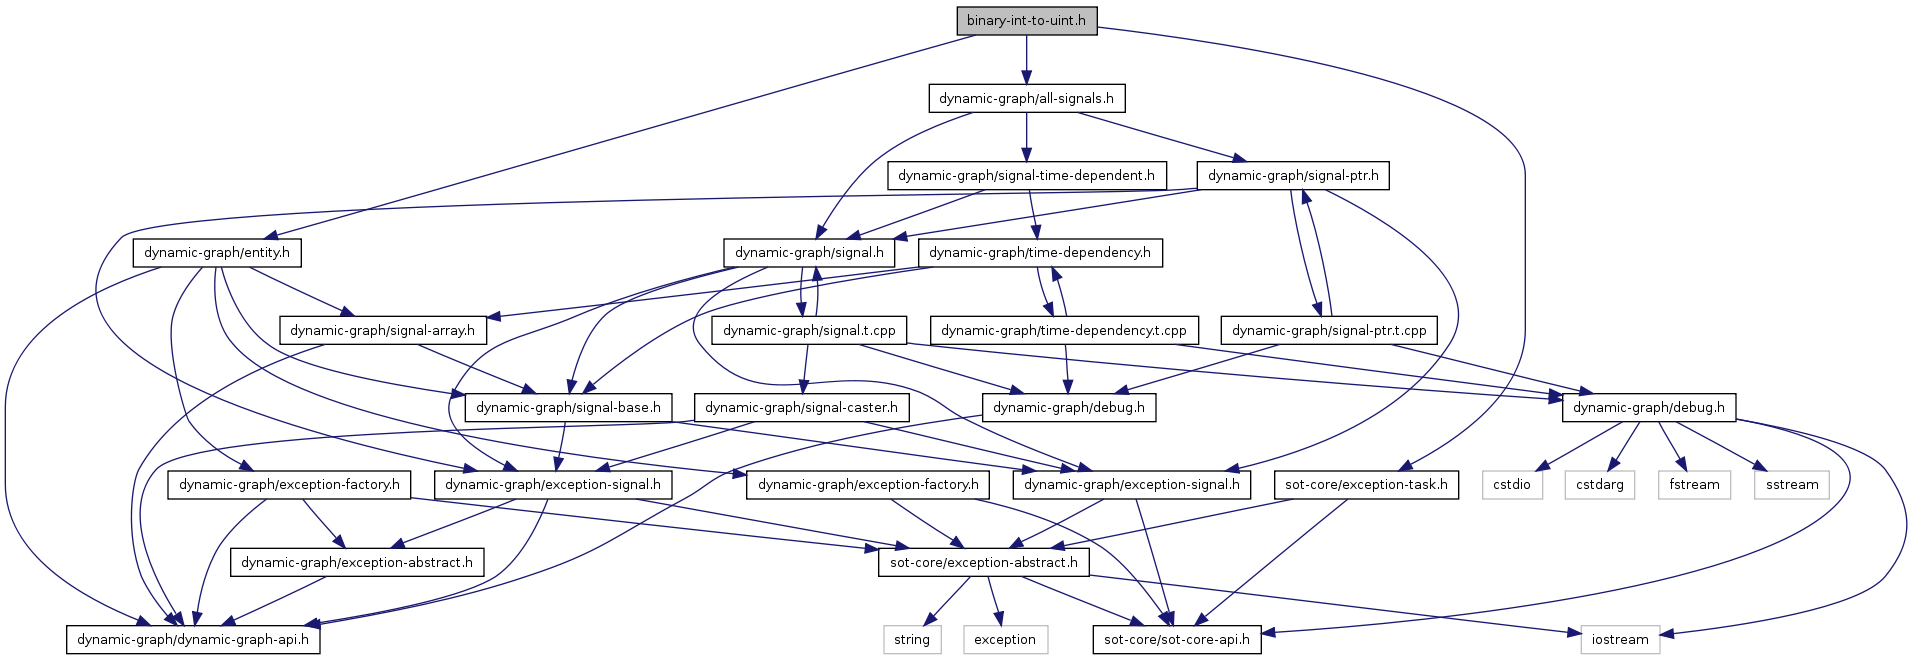 binary-int-to-uint.h
dynamic-graph/all-signals.h
dynamic-graph/signal-time-dependent.h
dynamic-graph/signal-ptr.h
dynamic-graph/entity.h
dynamic-graph/signal.h
dynamic-graph/time-dependency.h
dynamic-graph/signal-array.h
dynamic-graph/signal.t.cpp
dynamic-graph/time-dependency.t.cpp
dynamic-graph/signal-ptr.t.cpp
dynamic-graph/signal-base.h
dynamic-graph/signal-caster.h
dynamic-graph/debug.h
dynamic-graph/debug.h
dynamic-graph/exception-factory.h
dynamic-graph/exception-signal.h
dynamic-graph/exception-factory.h
dynamic-graph/exception-signal.h
sot-core/exception-task.h
cstdio
cstdarg
fstream
sstream
dynamic-graph/exception-abstract.h
sot-core/exception-abstract.h
dynamic-graph/dynamic-graph-api.h
string
exception
sot-core/sot-core-api.h
iostream